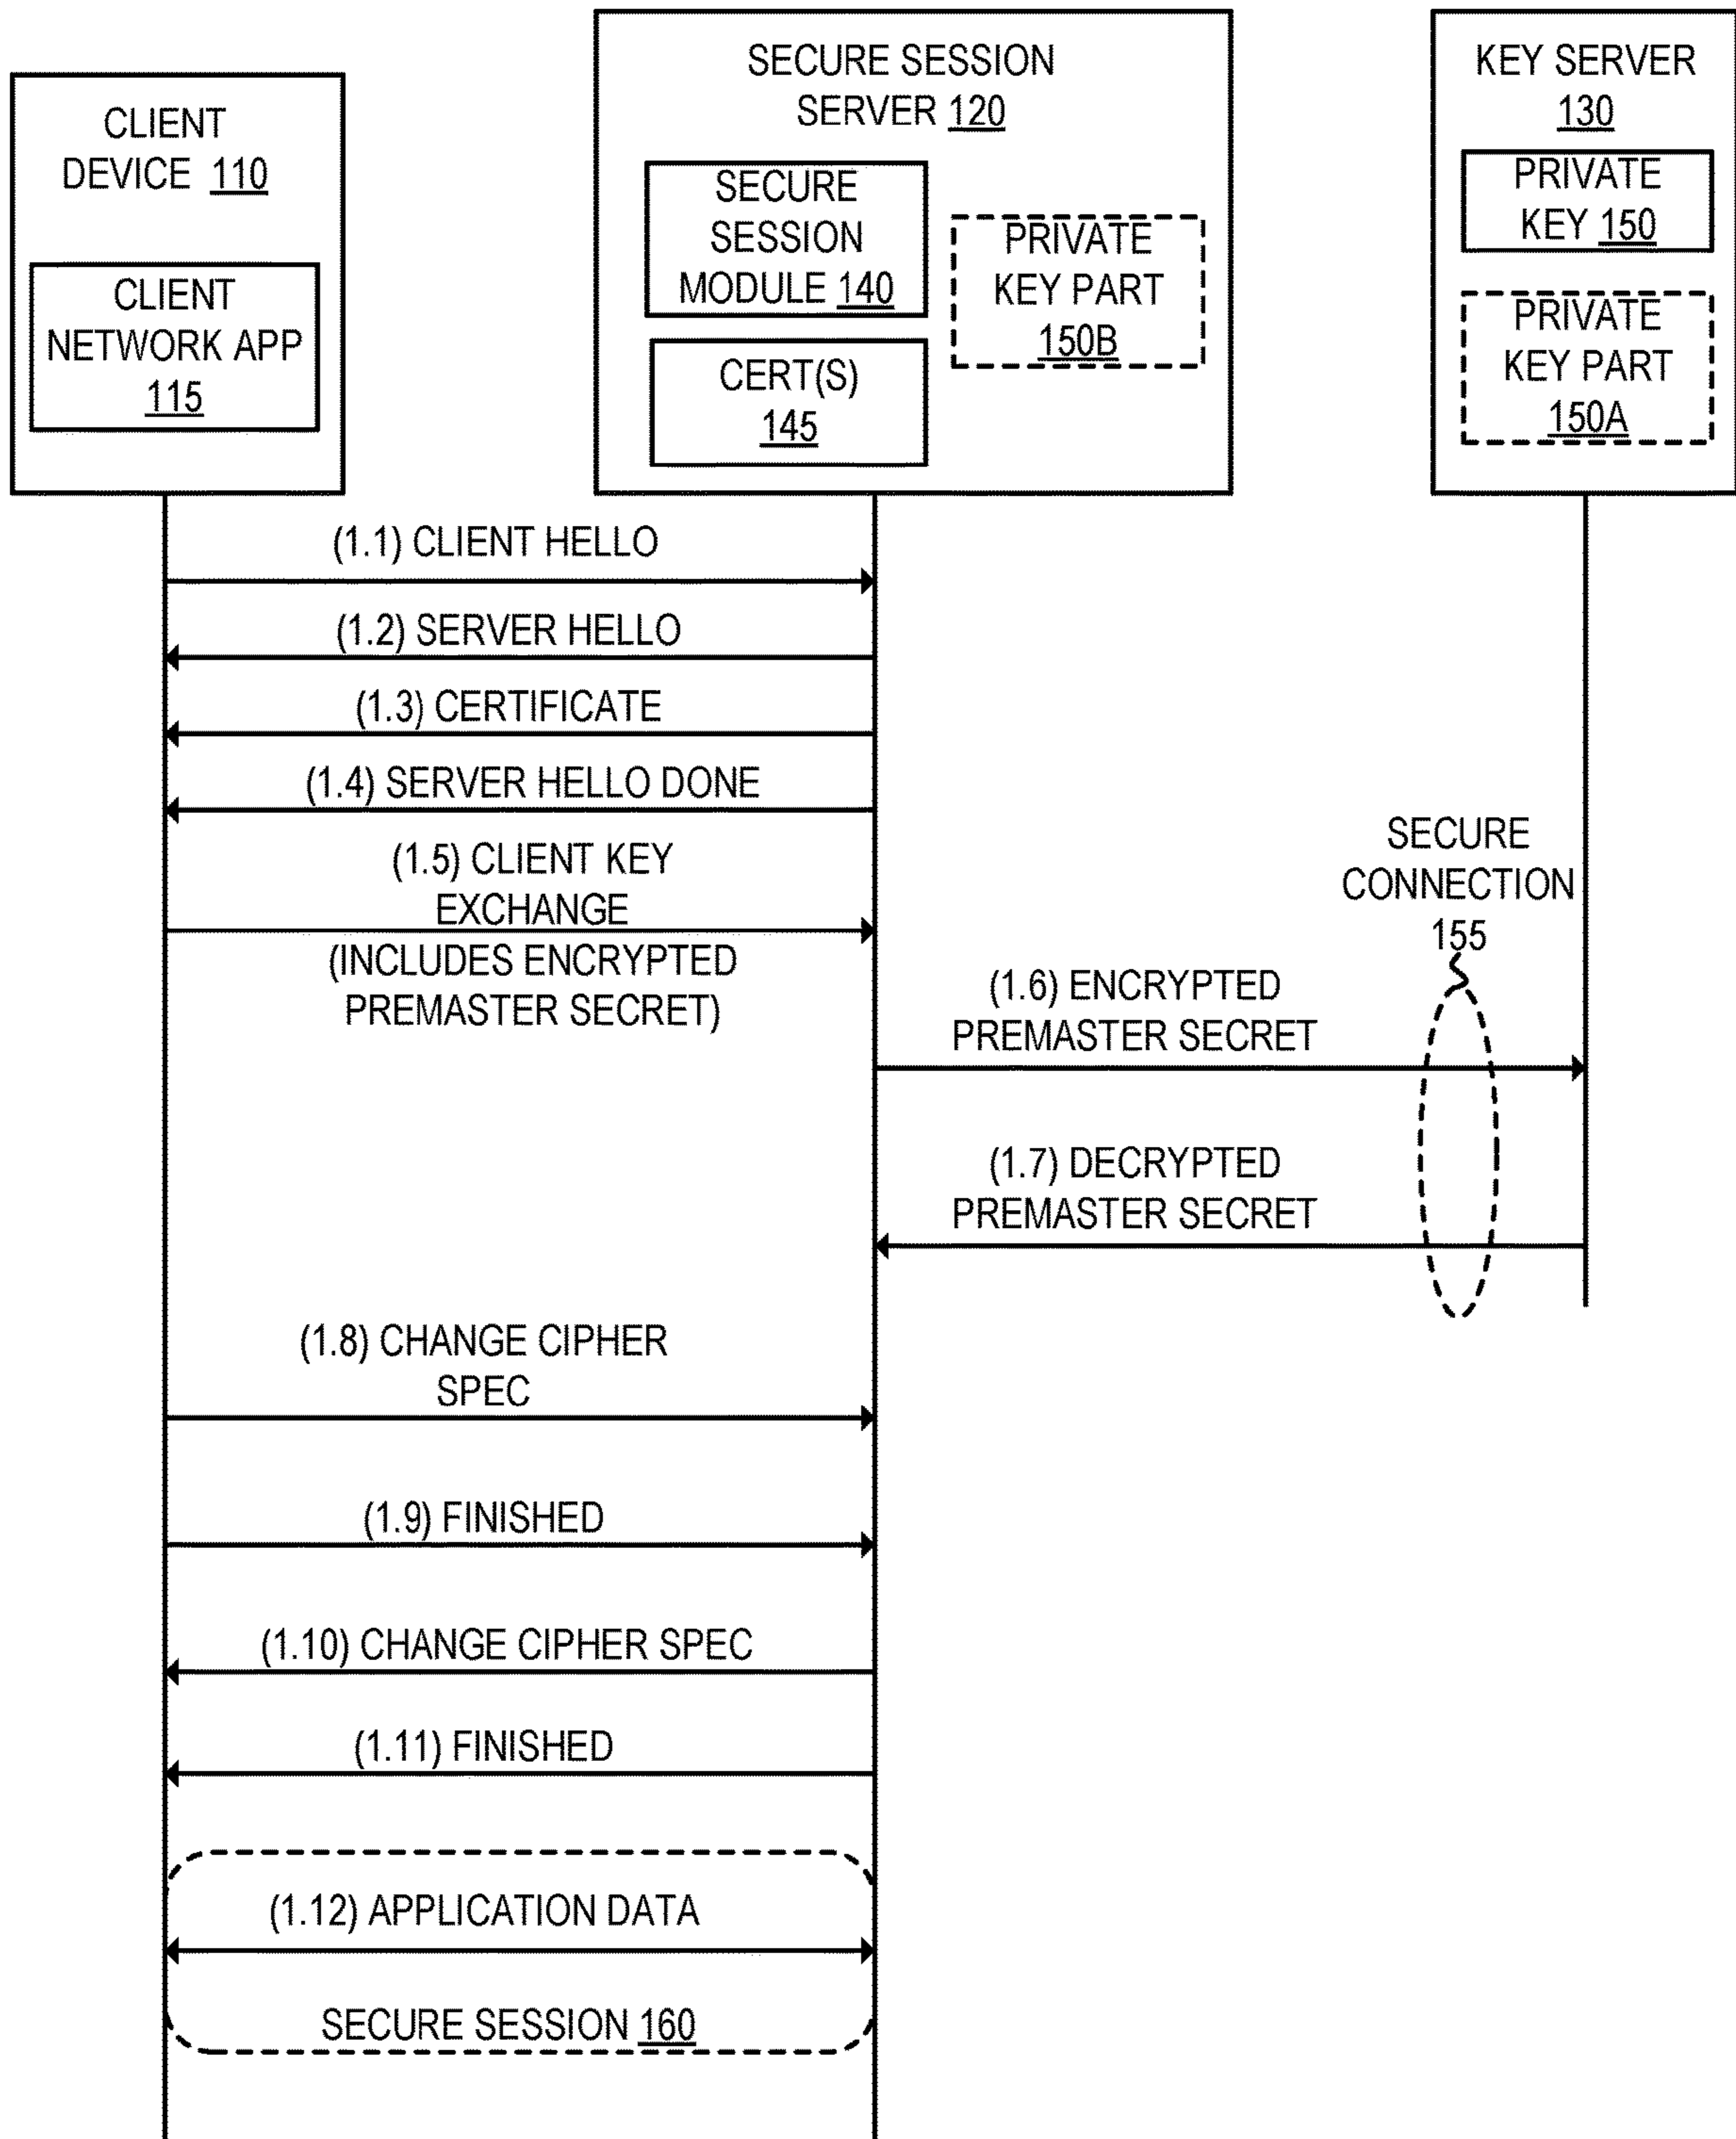 CLIENT
DEVICE 110
CLIENT
NETWORK APP
115
SECURE SESSION
SERVER 120
SECURE
SESSION
MODULE 140
PRIVATE
KEY PART
150B
CERT(S)
145
KEY SERVER
130
PRIVATE
KEY 150
PRIVATE
KEY PART
150A
(1.1) CLIENT HELLO
(1.2) SERVER HELLO
(1.3) CERTIFICATE
(1.4) SERVER HELLO DONE
(1.5) CLIENT KEY
EXCHANGE
(INCLUDES ENCRYPTED
PREMASTER SECRET)
SECURE
CONNECTION
155
(1.6) ENCRYPTED
PREMASTER SECRET
(1.7) DECRYPTED
PREMASTER SECRET
(1.8) CHANGE CIPHER
SPEC
(1.9) FINISHED
(1.10) CHANGE CIPHER SPEC
(1.11) FINISHED
(1.12) APPLICATION DATA
SECURE SESSION 160